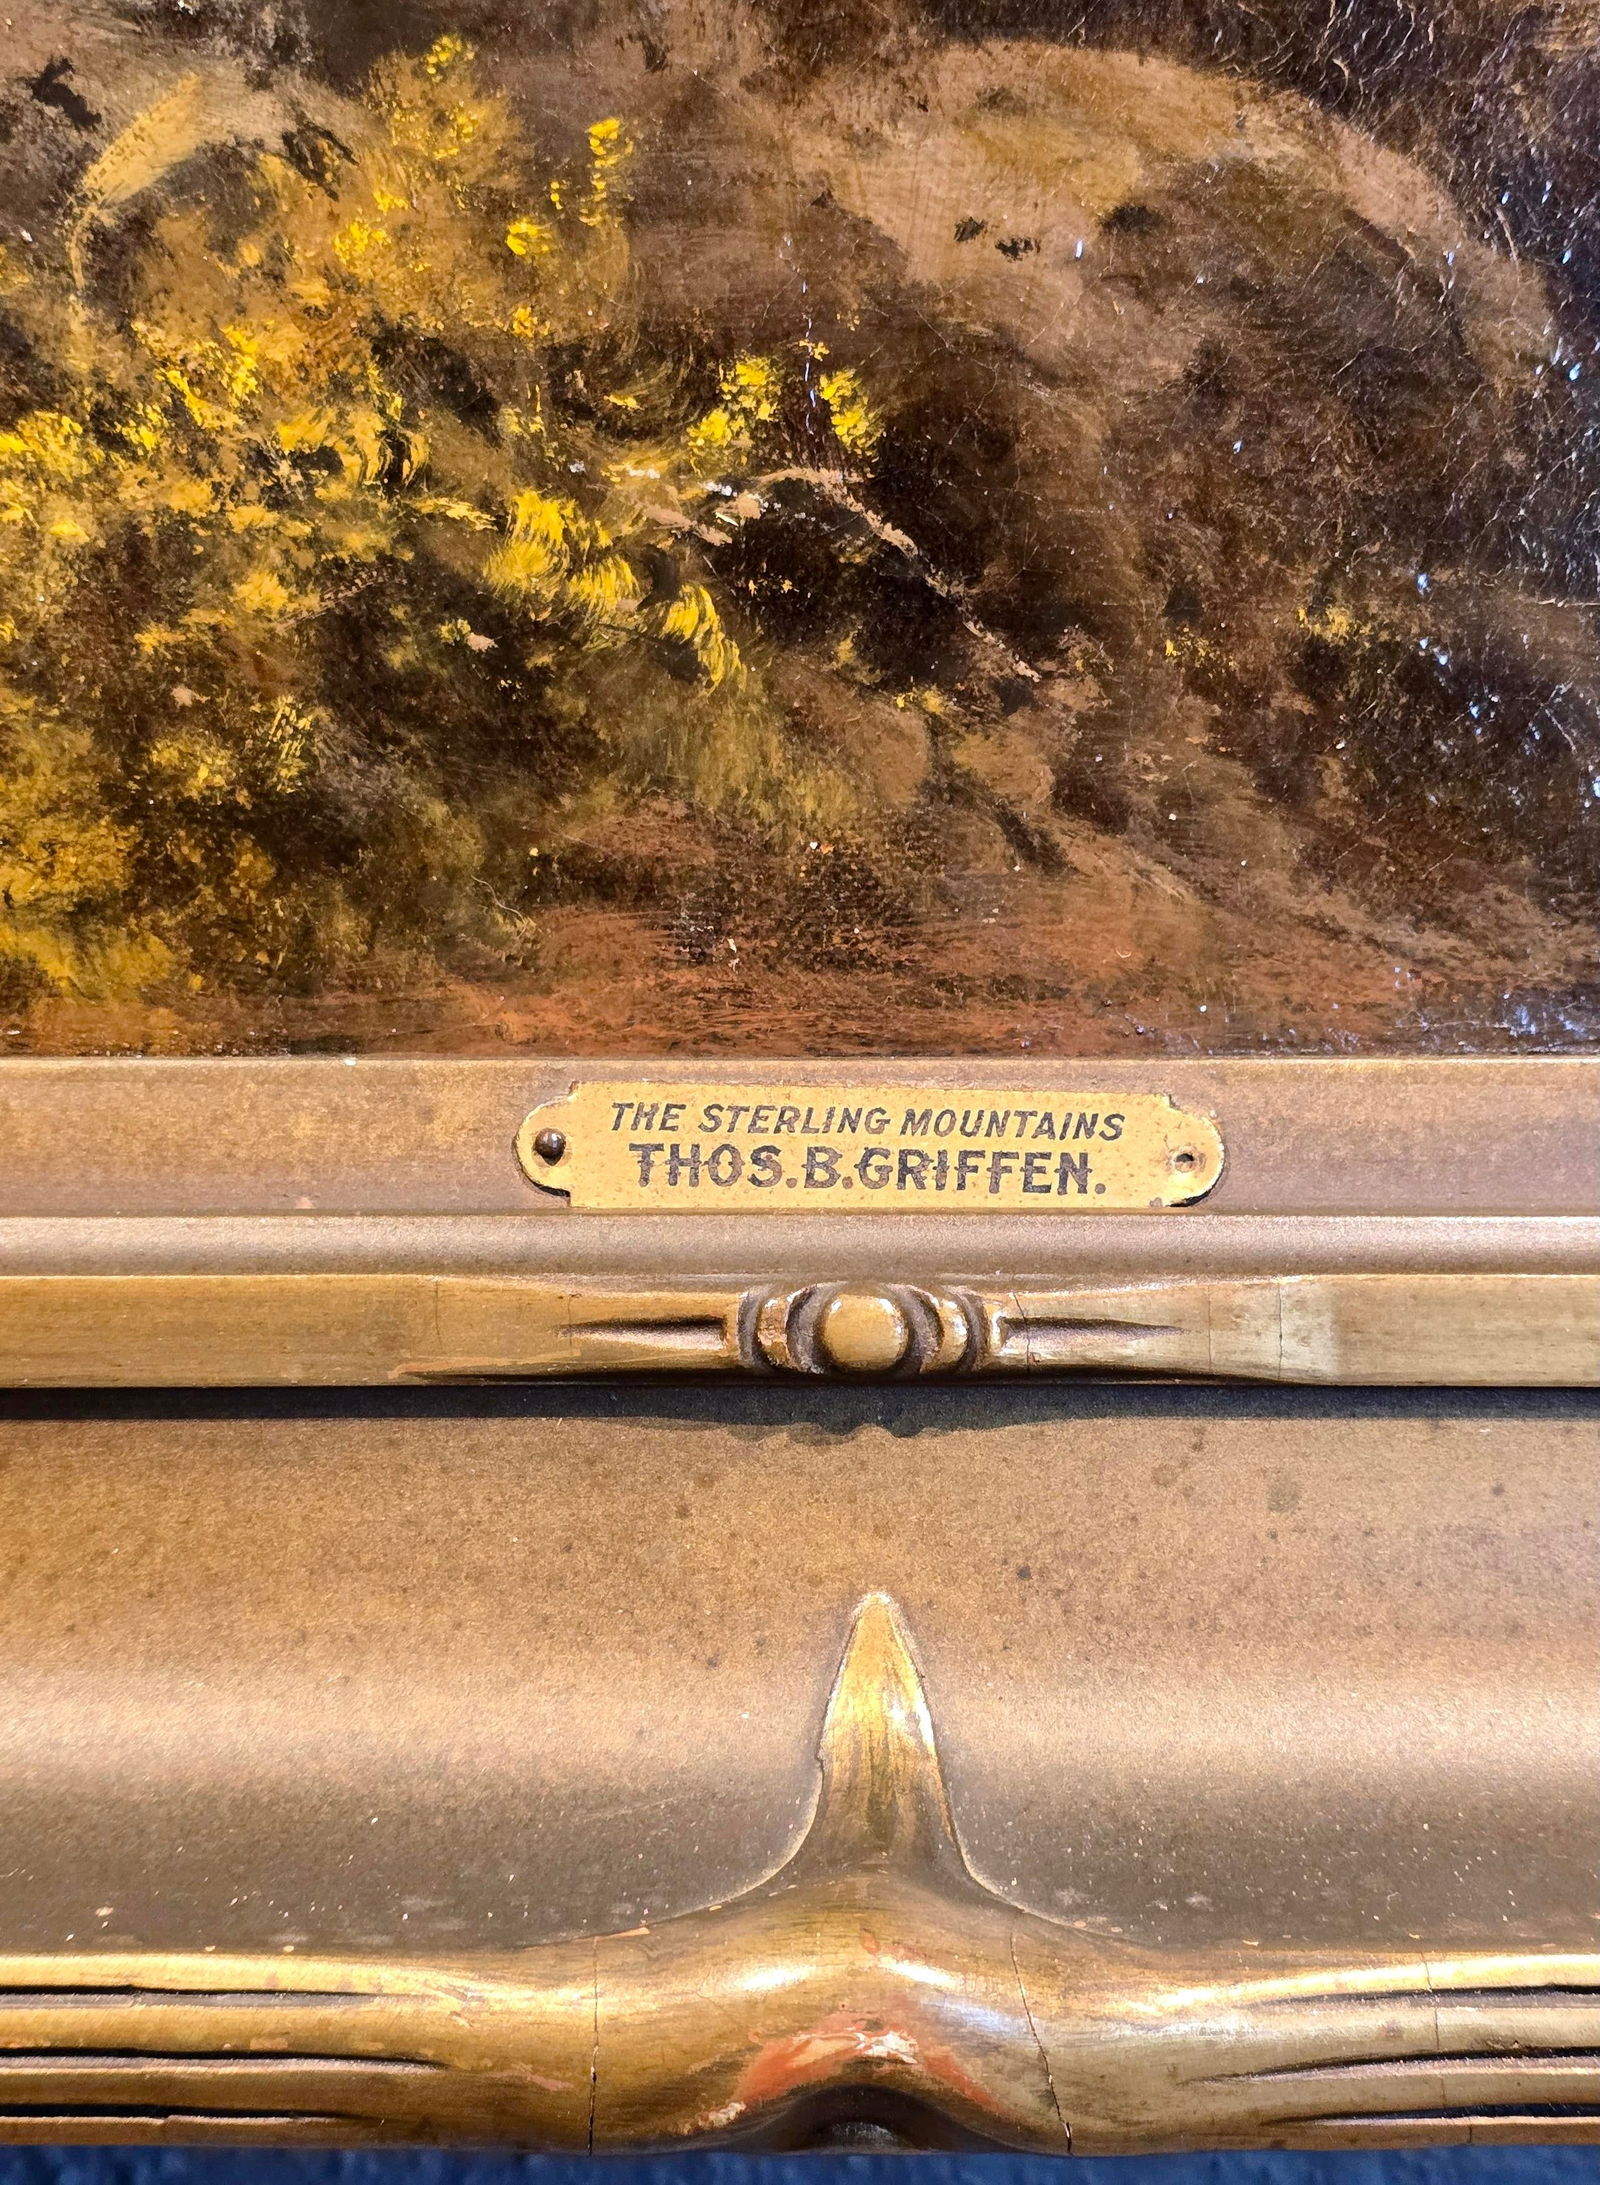 THE STERLING MOUNTAINS
THOS.B.GRIFFEN.